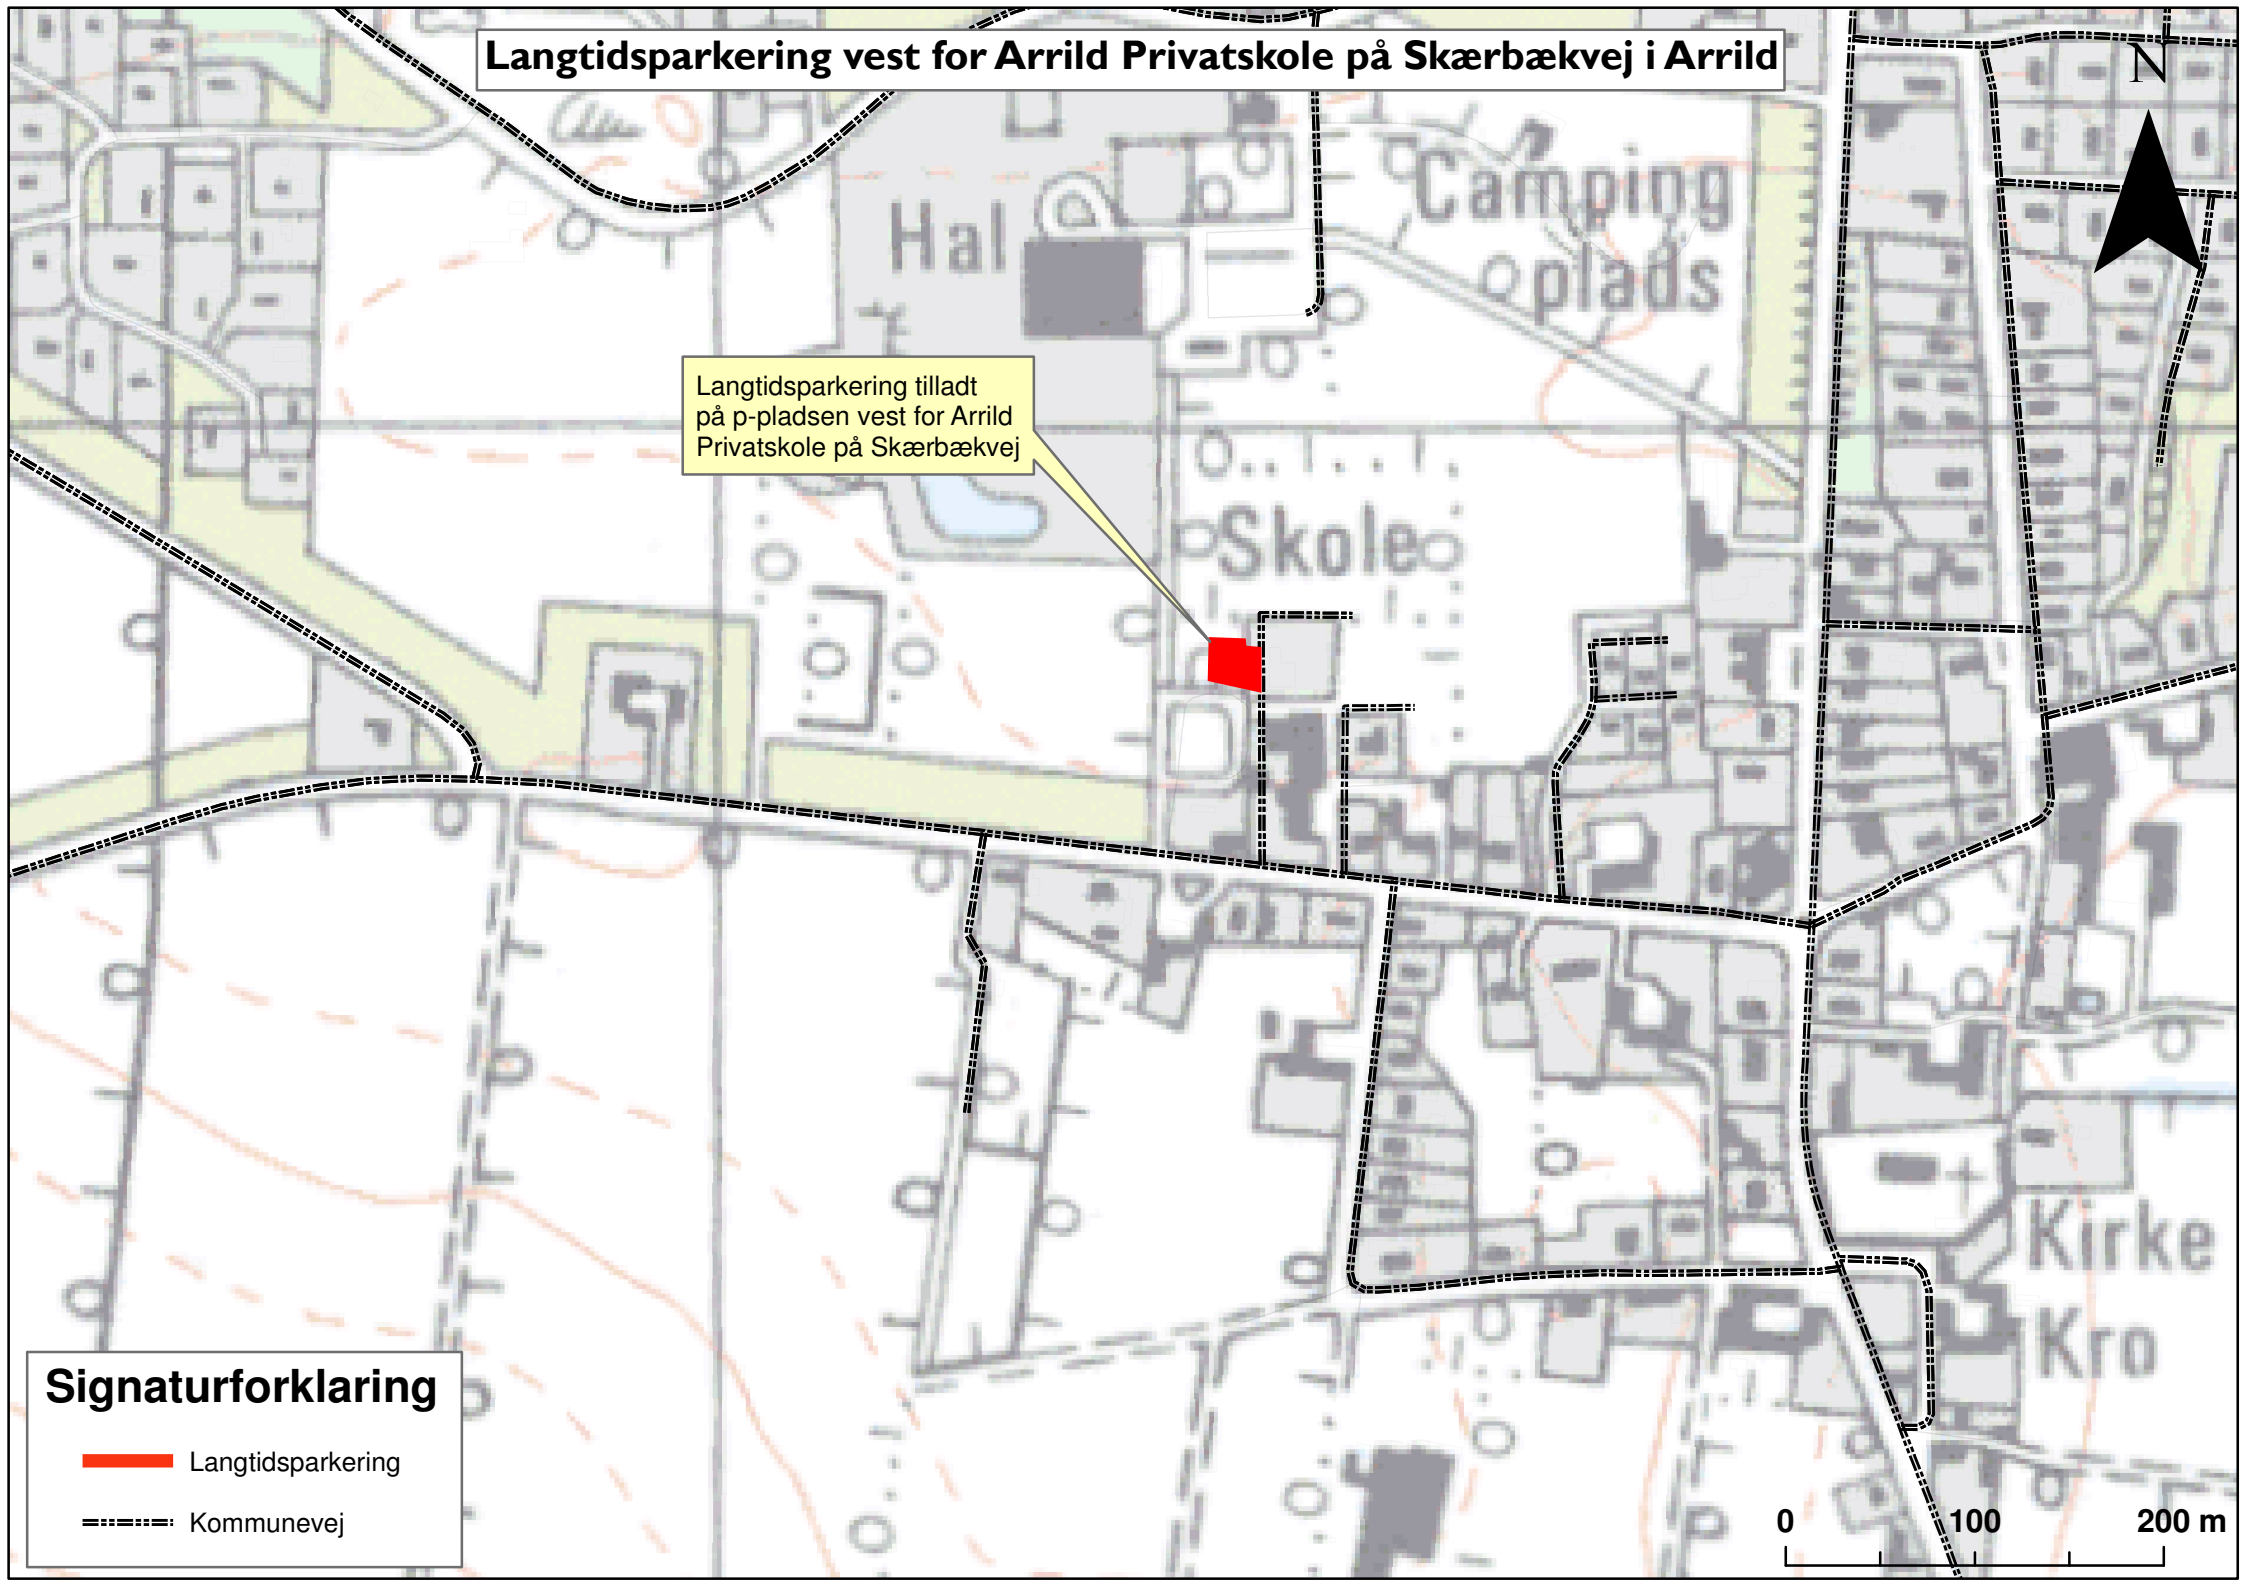 Langtidsparkering vest for Arrild Privatskole på Skærbækvej i Arrild
N
Hal
Camping
plads
Langtidsparkering tilladt
på p-pladsen vest for Arrild
Privatskole på Skærbækvej
Skole
Kirke
Kro
Signaturforklaring
Langtidsparkering
Kommunevej
0 100 200 m